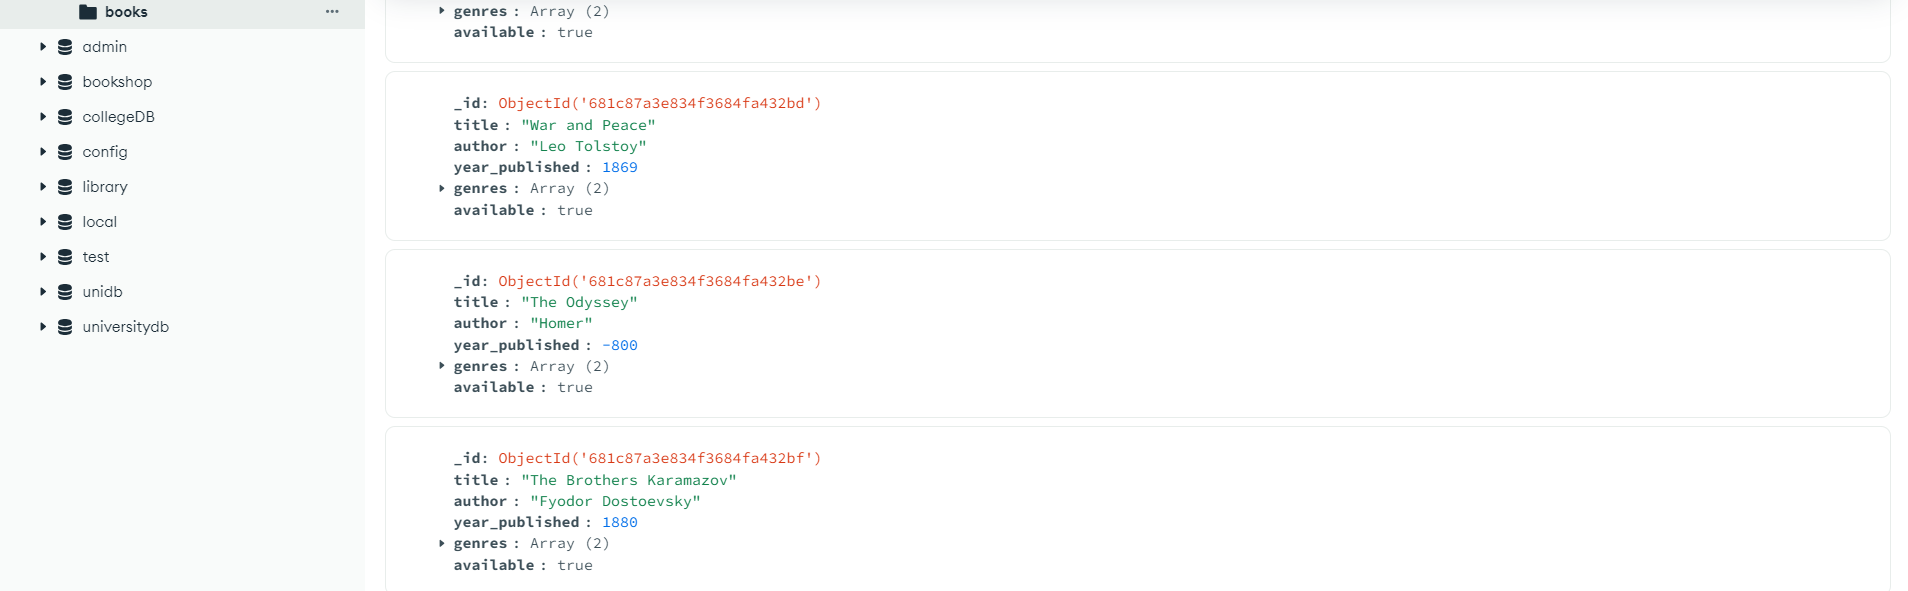 books
admin
bookshop
collegeDB
config
library
local
test
unidb
universitydb
genres : Array (2)
available : true
_id: ObjectId('681c87a3e834f3684fa432bd')
title : "War and Peace"
author : "Leo Tolstoy"
year_published : 1869
genres : Array (2)
available : true
_id: ObjectId('681c87a3e834f3684fa432be')
title : "The Odyssey"
author : "Homer"
year_published : -800
genres : Array (2)
available : true
_id: ObjectId('681c87a3e834f3684fa432bf')
title : "The Brothers Karamazov"
author : "Fyodor Dostoevsky"
year_published : 1880
genres : Array (2)
available : true